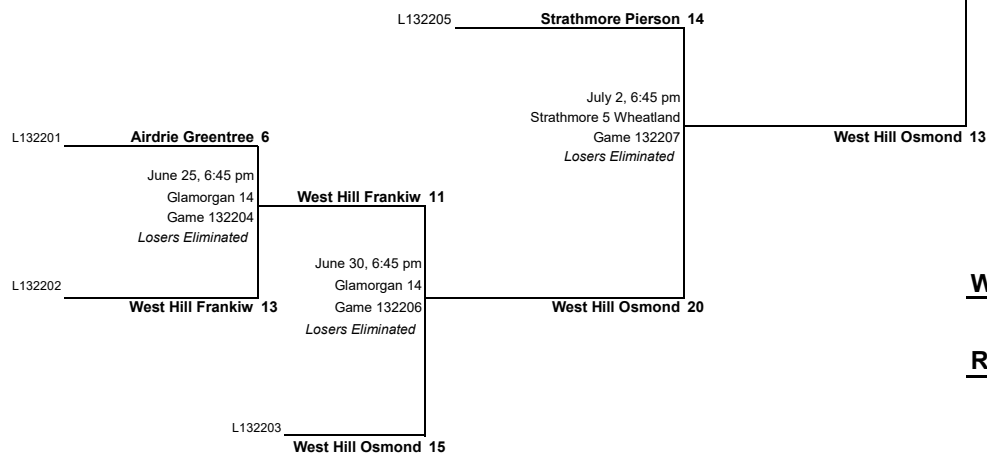 L132205
Strathmore Pierson 14
July 2, 6:45 pm
Strathmore 5 Wheatland
Game 132207
Losers Eliminated
West Hill Osmond 13
L132201
Airdrie Greentree 6
June 25, 6:45 pm
Glamorgan 14
Game 132204
Losers Eliminated
West Hill Frankiw 11
L132202
West Hill Frankiw 13
June 30, 6:45 pm
Glamorgan 14
Game 132206
Losers Eliminated
West Hill Osmond 20
L132203
West Hill Osmond 15
R